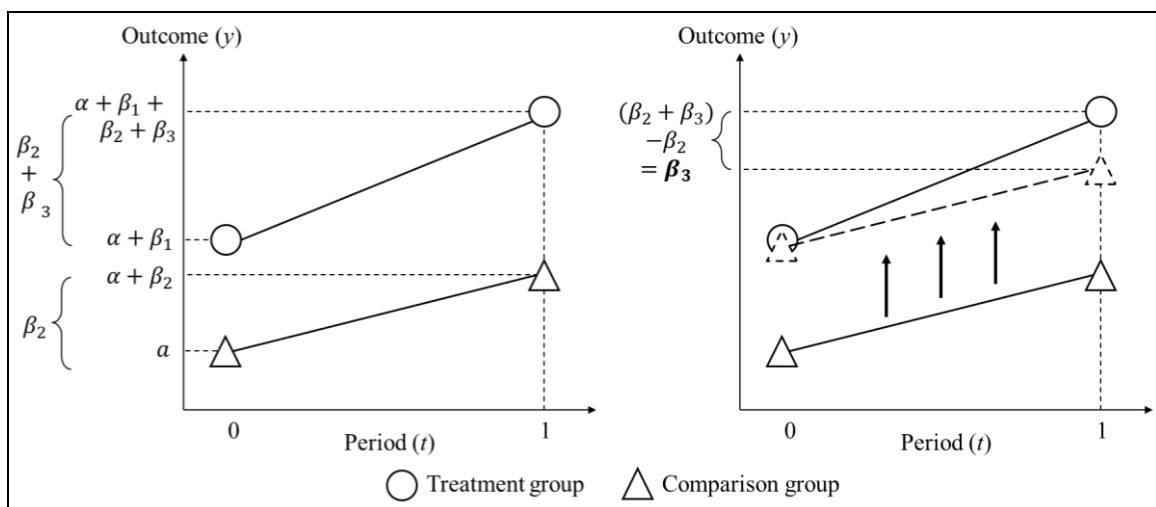 Outcome (y)
α + β₁ +
β₂ + β₃
β₂
+
β₃
α + β₁
α + β₂
β₂
a
0
1
Period (t)
Outcome (y)
(β₂ + β₃)
−β₂
= β₃
0
1
Period (t)
Treatment group
Comparison group